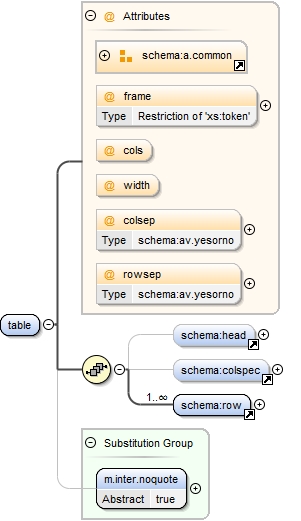 @ Attributes
schema:a.common
@ frame
Type Restriction of 'xs:token'
@ cols
@ width
@ colsep
Type schema:av.yesorno
@ rowsep
Type schema:av.yesorno
table
schema:head
schema:colspec
1..∞
schema:row
Substitution Group
m.inter.noquote
Abstract true